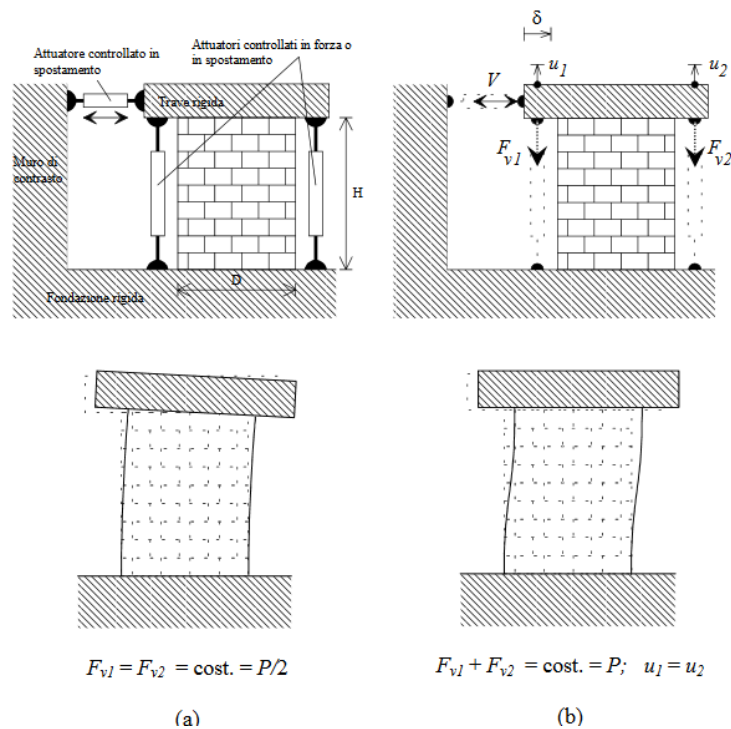 Attuatore controllato in
spostamento
Attuatori controllati in forza o
in spostamento
Trave rigida
Muro di
contrasto
H
D
Fondazione rigida
δ
u1
u2
V
Fv1
Fv2
Fv1 = Fv2 = cost. = P/2
(a)
Fv1 + Fv2 = cost. = P; u1 = u2
(b)